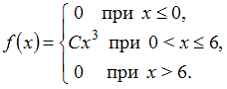 0 при x ≤ 0,
f(x) = { Cx³ при 0 < x ≤ 6,
0 при x > 6.